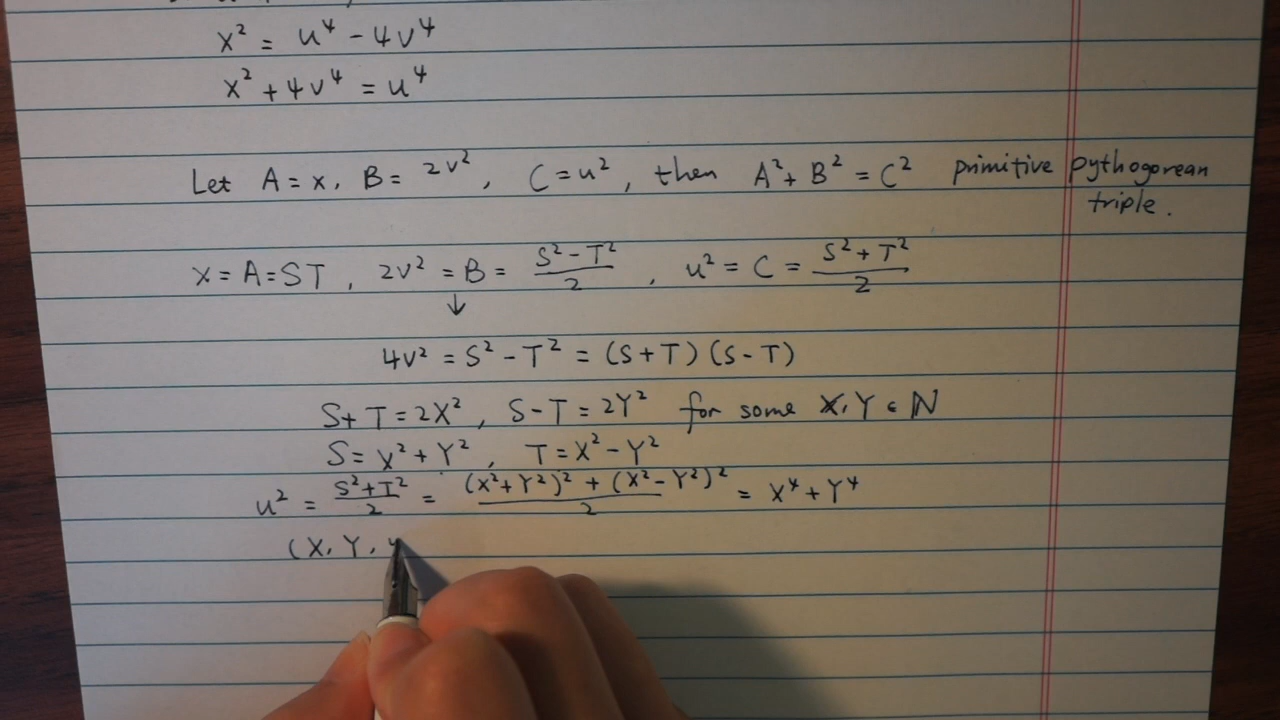 x² = u⁴ - 4v⁴
x² + 4v⁴ = u⁴
Let A = x, B = 2v², C = u², then A² + B² = C² primitive pythogorean
triple.
x = A = ST, 2v² = B = (S² - T²)/2, u² = C = (S² + T²)/2
↓
4v² = S² - T² = (S+T)(S-T)
S+T = 2X², S-T = 2Y² for some X, Y ∈ ℕ
S = X² + Y², T = X² - Y²
u² = (S²+T²)/2 = ((X²+Y²)² + (X²-Y²)²)/2 = X⁴ + Y⁴
(X, Y,